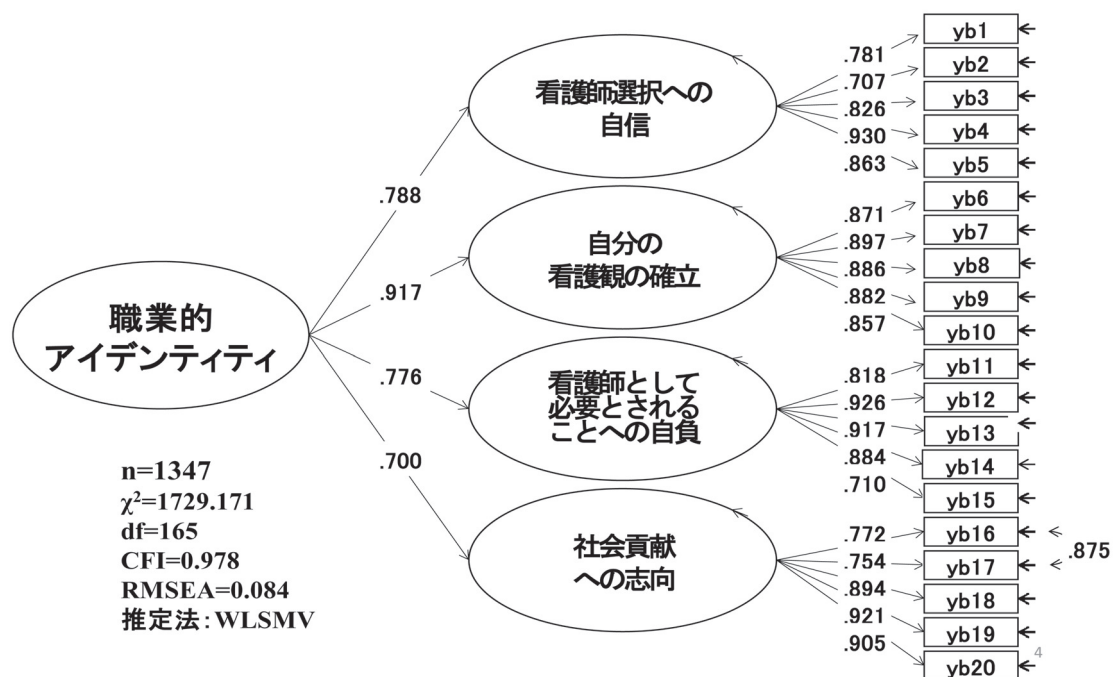 職業的
アイデンティティ
.788
.917
.776
.700
看護師選択への
自信
自分の
看護観の確立
看護師として
必要とされる
ことへの自負
社会貢献
への志向
.781
.707
.826
.930
.863
.871
.897
.886
.882
.857
.818
.926
.917
.884
.710
.772
.754
.894
.921
.905
yb1
yb2
yb3
yb4
yb5
yb6
yb7
yb8
yb9
yb10
yb11
yb12
yb13
yb14
yb15
yb16
yb17
yb18
yb19
yb20
.875
n=1347
χ²=1729.171
df=165
CFI=0.978
RMSEA=0.084
推定法：WLSMV
4